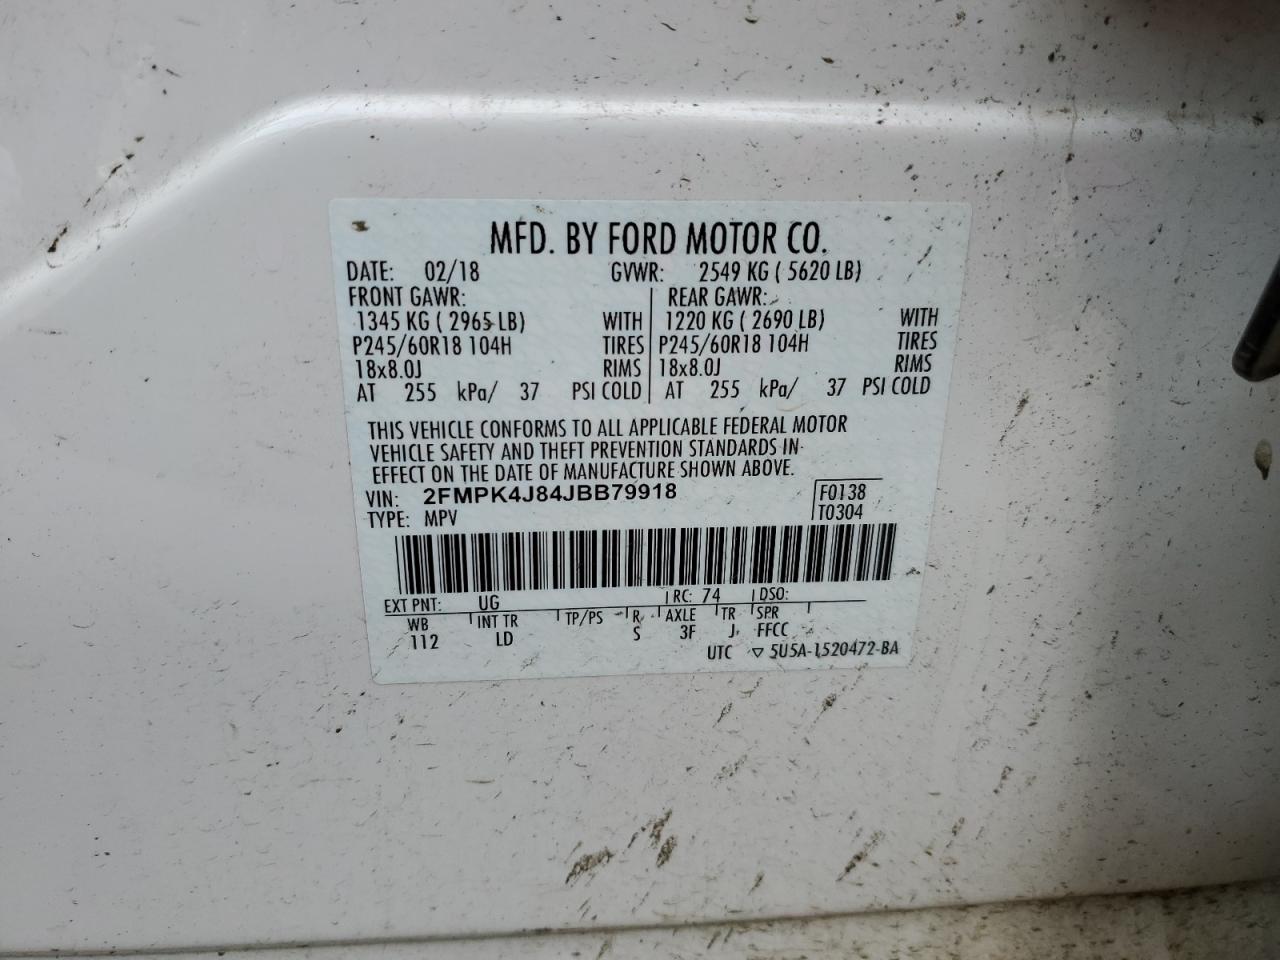 MFD. BY FORD MOTOR CO.
DATE: 02/18 GVWR: 2549 KG ( 5620 LB)
FRONT GAWR: REAR GAWR:
1345 KG ( 2965 LB) WITH 1220 KG ( 2690 LB) WITH
P245/60R18 104H TIRES P245/60R18 104H TIRES
18x8.0J RIMS 18x8.0J RIMS
AT 255 kPa/ 37 PSI COLD AT 255 kPa/ 37 PSI COLD
THIS VEHICLE CONFORMS TO ALL APPLICABLE FEDERAL MOTOR
VEHICLE SAFETY AND THEFT PREVENTION STANDARDS IN-
EFFECT ON THE DATE OF MANUFACTURE SHOWN ABOVE.
VIN: 2FMPK4J84JBB79918 F0138
TYPE: MPV T0304
EXT PNT: UG RC: 74 DSO:
WB INT TR TP/PS R AXLE TR SPR
112 LD S 3F J FFCC
UTC ▽ 5U5A-1520472-BA